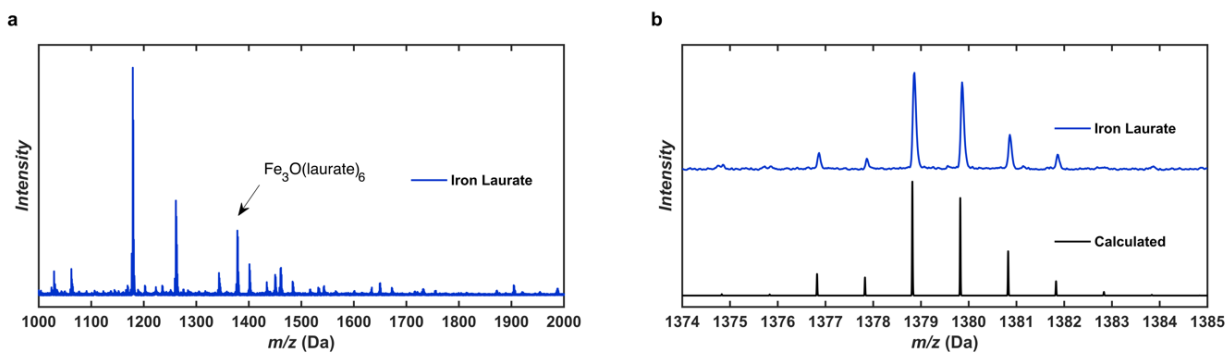 a
Intensity
Fe₃O(laurate)₆
Iron Laurate
1000 1100 1200 1300 1400 1500 1600 1700 1800 1900 2000
m/z (Da)
b
Intensity
Iron Laurate
Calculated
1374 1375 1376 1377 1378 1379 1380 1381 1382 1383 1384 1385
m/z (Da)